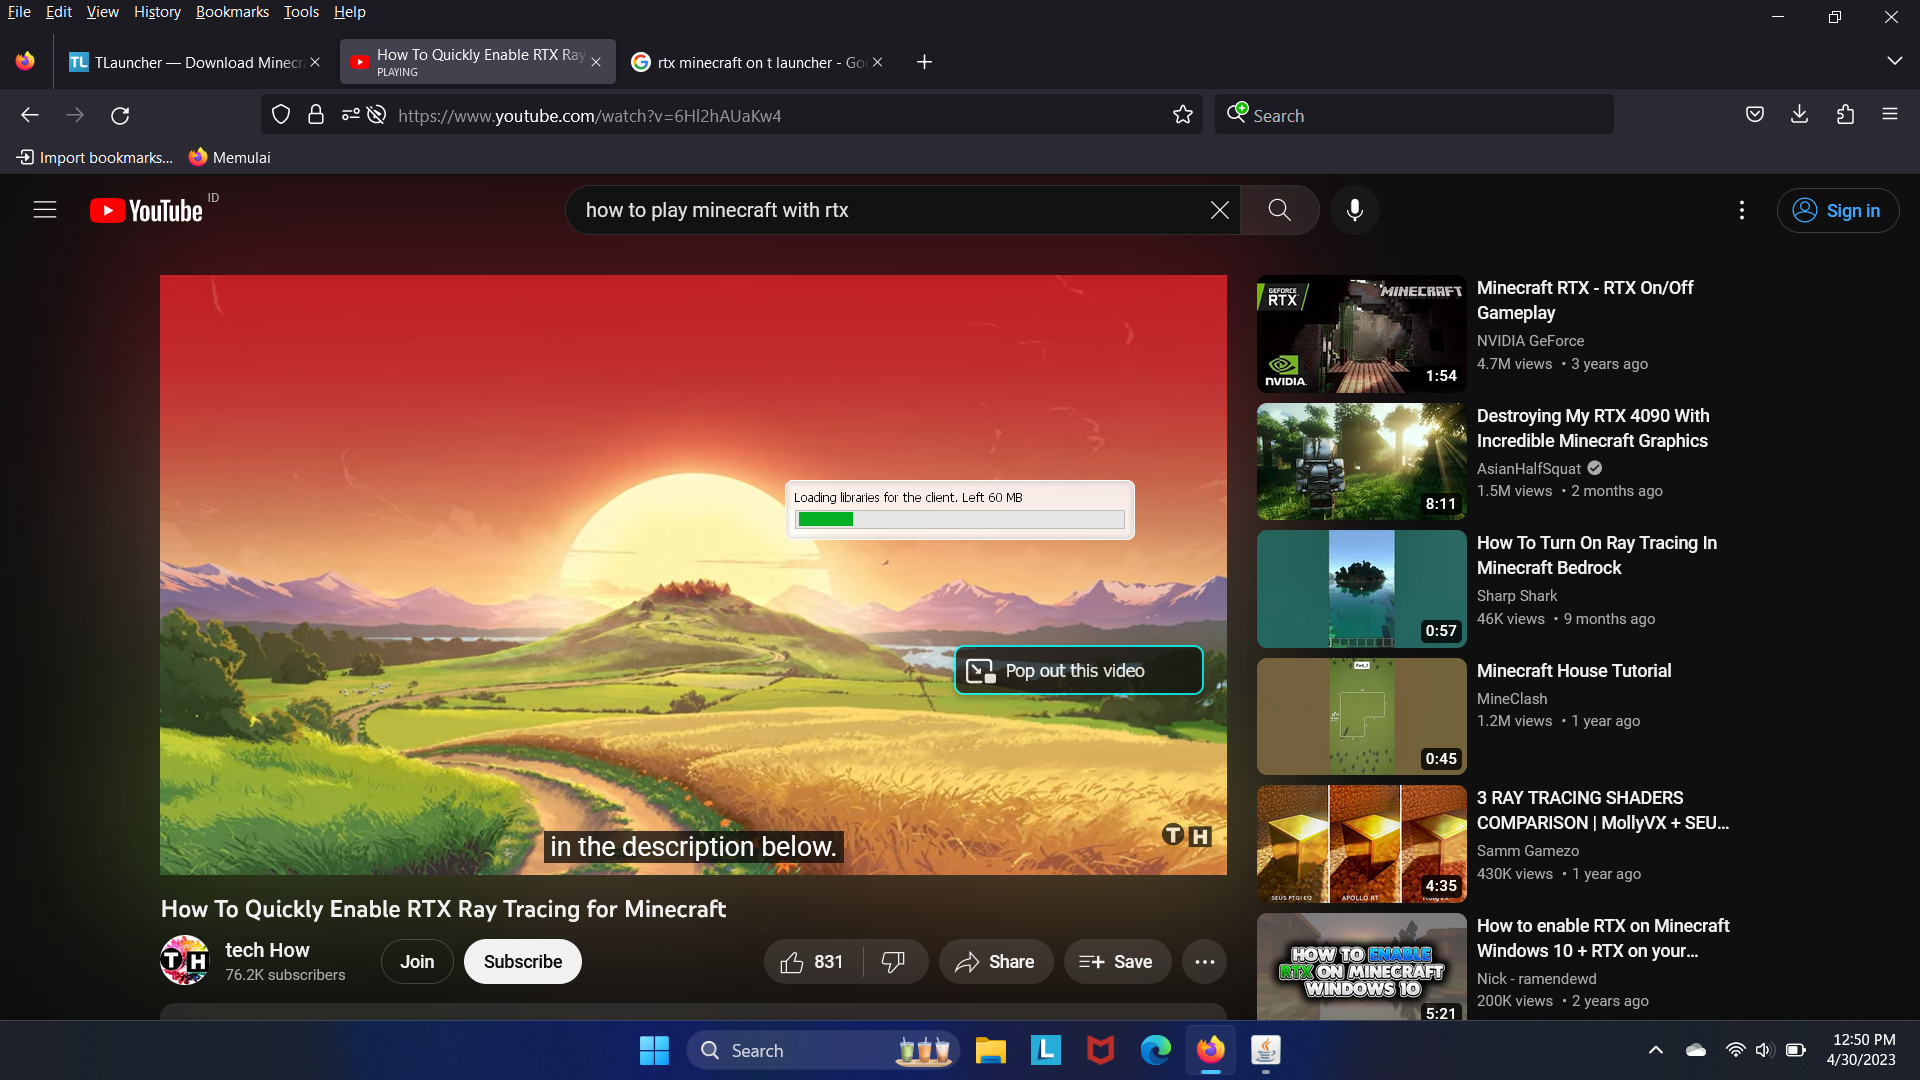 File Edit View History Bookmarks Tools Help
TLauncher — Download Minecra
How To Quickly Enable RTX Ray
PLAYING
rtx minecraft on t launcher - Goo
https://www.youtube.com/watch?v=6Hl2hAUaKw4
Search
Import bookmarks...
Memulai
YouTube ID
how to play minecraft with rtx
Sign in
Loading libraries for the client. Left 60 MB
Pop out this video
in the description below.
T H
How To Quickly Enable RTX Ray Tracing for Minecraft
TH
tech How
76.2K subscribers
Join
Subscribe
831
Share
Save
GEFORCE
RTX
MINECRAFT
NVIDIA.
1:54
Minecraft RTX - RTX On/Off
Gameplay
NVIDIA GeForce
4.7M views • 3 years ago
8:11
Destroying My RTX 4090 With
Incredible Minecraft Graphics
AsianHalfSquat
1.5M views • 2 months ago
0:57
How To Turn On Ray Tracing In
Minecraft Bedrock
Sharp Shark
46K views • 9 months ago
0:45
Minecraft House Tutorial
MineClash
1.2M views • 1 year ago
SEUS PTGI E12
APOLLO RT
4:35
3 RAY TRACING SHADERS
COMPARISON | MollyVX + SEU...
Samm Gamezo
430K views • 1 year ago
HOW TO ENABLE
RTX ON MINECRAFT
WINDOWS 10
5:21
How to enable RTX on Minecraft
Windows 10 + RTX on your...
Nick - ramendewd
200K views • 2 years ago
Search
L
12:50 PM
4/30/2023